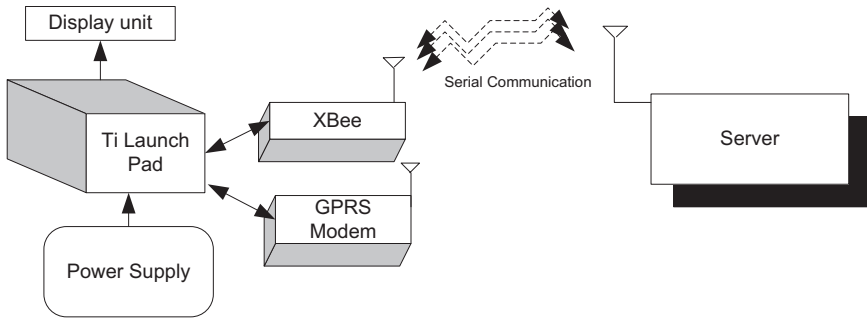 Display unit
Serial Communication
Ti Launch
Pad
XBee
Server
GPRS
Modem
Power Supply